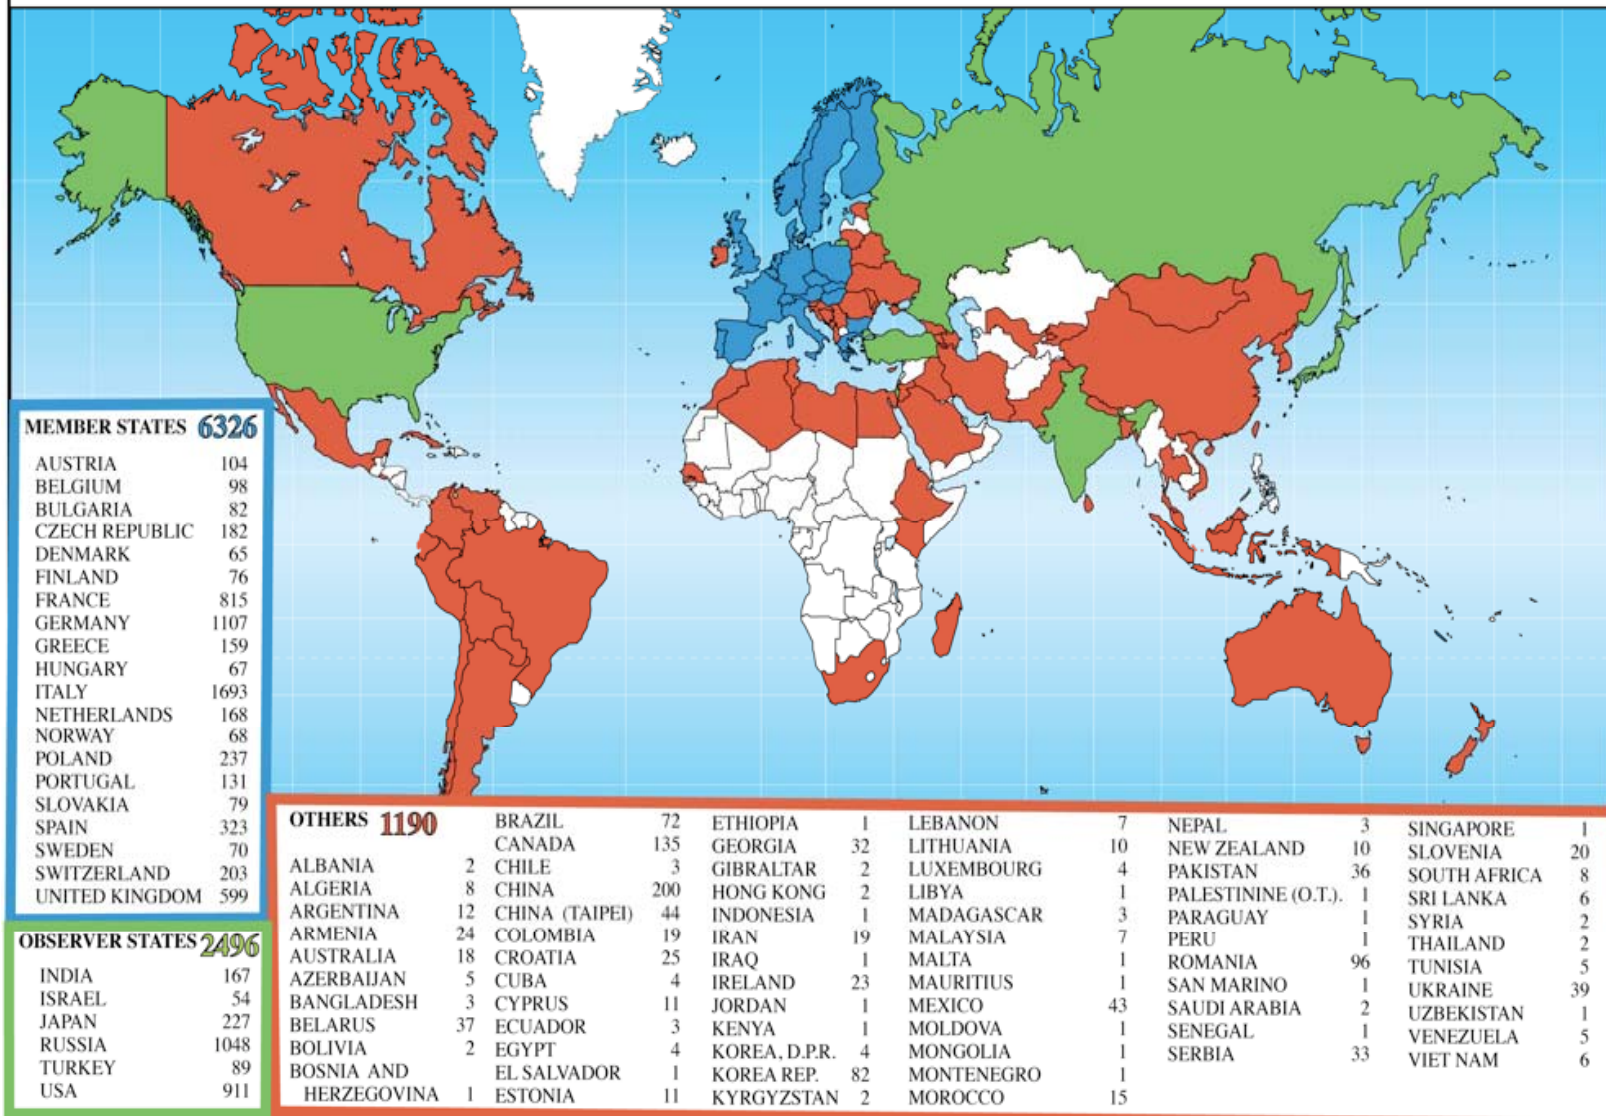 MEMBER STATES 6326
AUSTRIA 104
BELGIUM 98
BULGARIA 82
CZECH REPUBLIC 182
DENMARK 65
FINLAND 76
FRANCE 815
GERMANY 1107
GREECE 159
HUNGARY 67
ITALY 1693
NETHERLANDS 168
NORWAY 68
POLAND 237
PORTUGAL 131
SLOVAKIA 79
SPAIN 323
SWEDEN 70
SWITZERLAND 203
UNITED KINGDOM 599
OBSERVER STATES 2496
INDIA 167
ISRAEL 54
JAPAN 227
RUSSIA 1048
TURKEY 89
USA 911
OTHERS 1190
ALBANIA 2
ALGERIA 8
ARGENTINA 12
ARMENIA 24
AUSTRALIA 18
AZERBAIJAN 5
BANGLADESH 3
BELARUS 37
BOLIVIA 2
BOSNIA AND
HERZEGOVINA 1
BRAZIL 72
CANADA 135
CHILE 3
CHINA 200
CHINA (TAIPEI) 44
COLOMBIA 19
CROATIA 25
CUBA 4
CYPRUS 11
ECUADOR 3
EGYPT 4
EL SALVADOR 1
ESTONIA 11
ETHIOPIA 1
GEORGIA 32
GIBRALTAR 2
HONG KONG 2
INDONESIA 1
IRAN 19
IRAQ 1
IRELAND 23
JORDAN 1
KENYA 1
KOREA, D.P.R. 4
KOREA REP. 82
KYRGYZSTAN 2
LEBANON 7
LITHUANIA 10
LUXEMBOURG 4
LIBYA 1
MADAGASCAR 3
MALAYSIA 7
MALTA 1
MAURITIUS 1
MEXICO 43
MOLDOVA 1
MONGOLIA 1
MONTENEGRO 1
MOROCCO 15
NEPAL 3
NEW ZEALAND 10
PAKISTAN 36
PALESTININE (O.T.). 1
PARAGUAY 1
PERU 1
ROMANIA 96
SAN MARINO 1
SAUDI ARABIA 2
SENEGAL 1
SERBIA 33
SINGAPORE 1
SLOVENIA 20
SOUTH AFRICA 8
SRI LANKA 6
SYRIA 2
THAILAND 2
TUNISIA 5
UKRAINE 39
UZBEKISTAN 1
VENEZUELA 5
VIET NAM 6